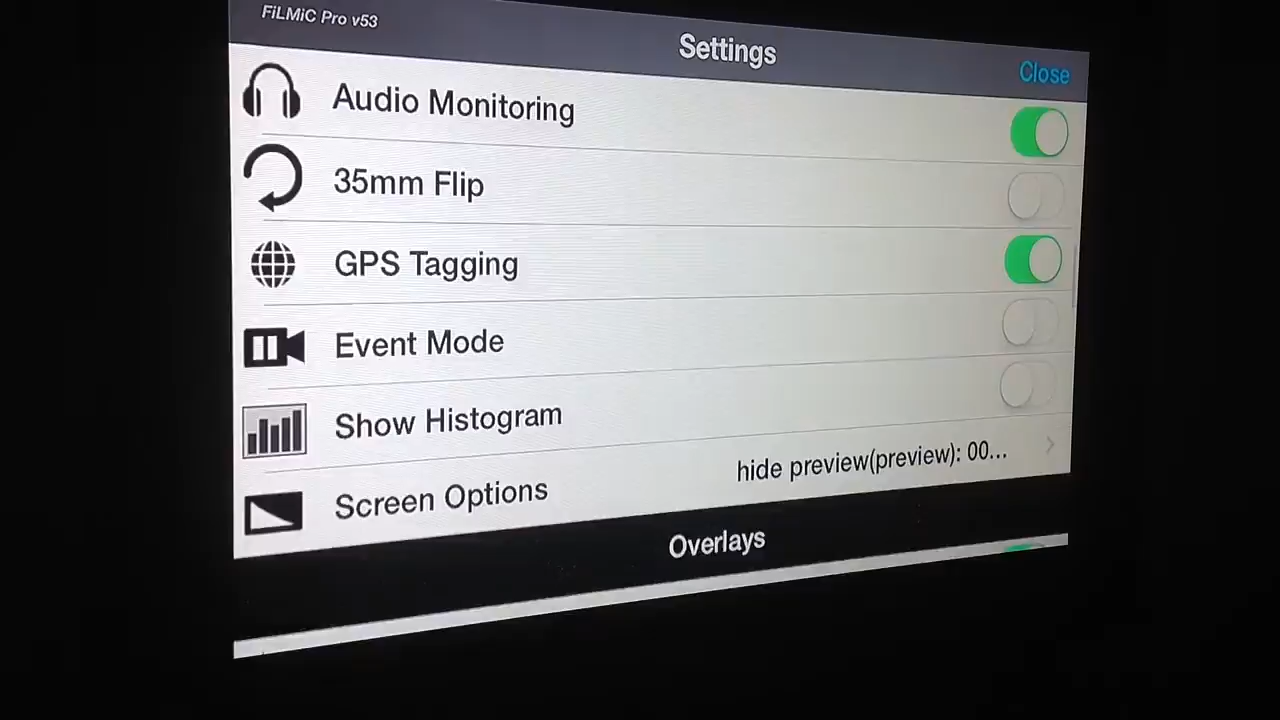 FiLMiC Pro v53
Settings
Close
Audio Monitoring
35mm Flip
GPS Tagging
Event Mode
Show Histogram
Screen Options
hide preview(preview): 00...
Overlays